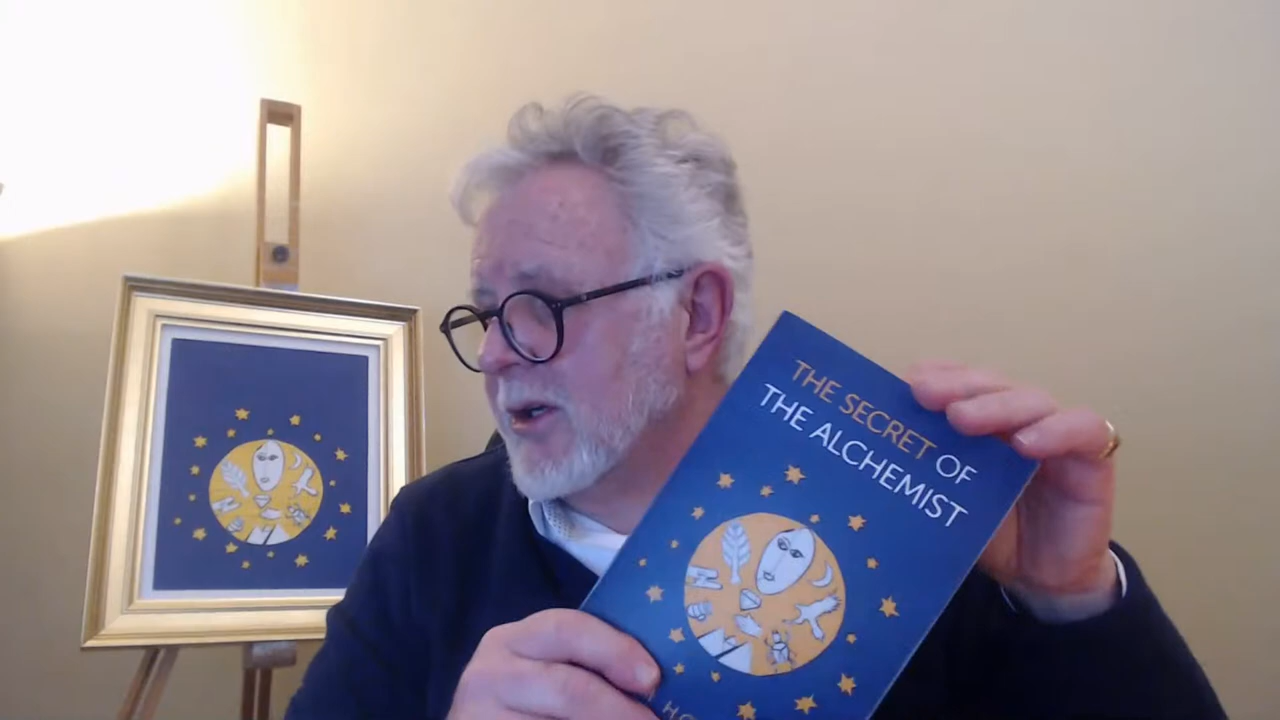 THE SECRET OF
THE ALCHEMIST